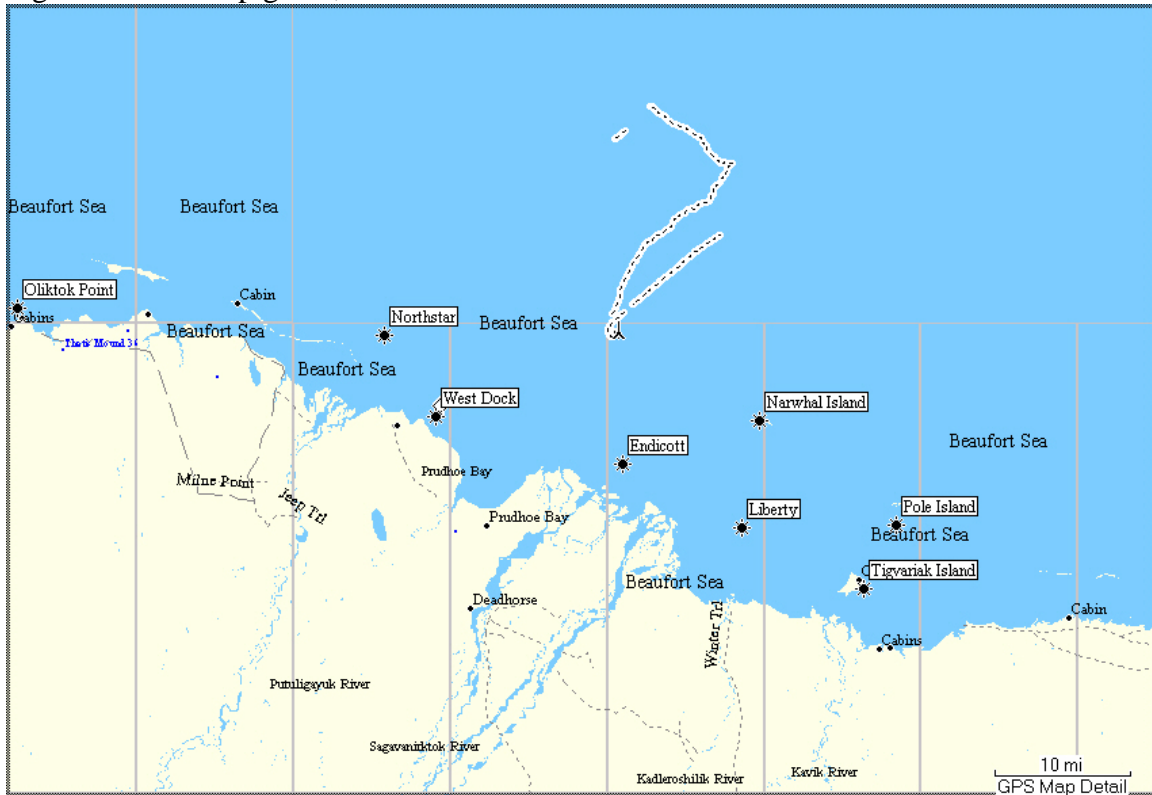 Beaufort Sea
Beaufort Sea
Oliktok Point
Cabin
Cabins
Northstar
Beaufort Sea
Beaufort Sea
Beaufort Sea
West Dock
Narwhal Island
Endicott
Beaufort Sea
Prudhoe Bay
Milne Point
Jeep Trl
Liberty
Pole Island
Prudhoe Bay
Beaufort Sea
Tigvariak Island
Beaufort Sea
Deadhorse
Cabin
Winter Trl
Cabins
Putuligayuk River
Sagavanirktok River
Kadleroshilik River
Kavik River
10 mi
GPS Map Detail